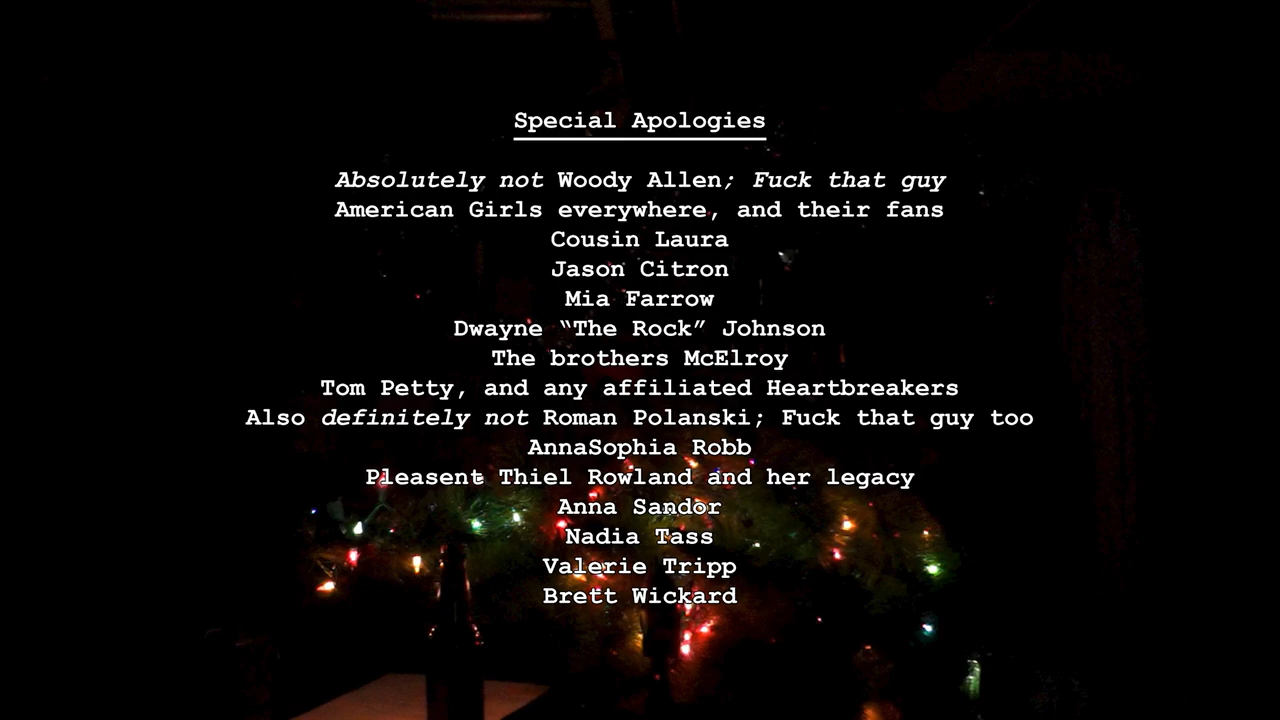 Special Apologies
Absolutely not Woody Allen; Fuck that guy
American Girls everywhere, and their fans
Cousin Laura
Jason Citron
Mia Farrow
Dwayne “The Rock” Johnson
The brothers McElroy
Tom Petty, and any affiliated Heartbreakers
Also definitely not Roman Polanski; Fuck that guy too
AnnaSophia Robb
Pleasent Thiel Rowland and her legacy
Anna Sandor
Nadia Tass
Valerie Tripp
Brett Wickard